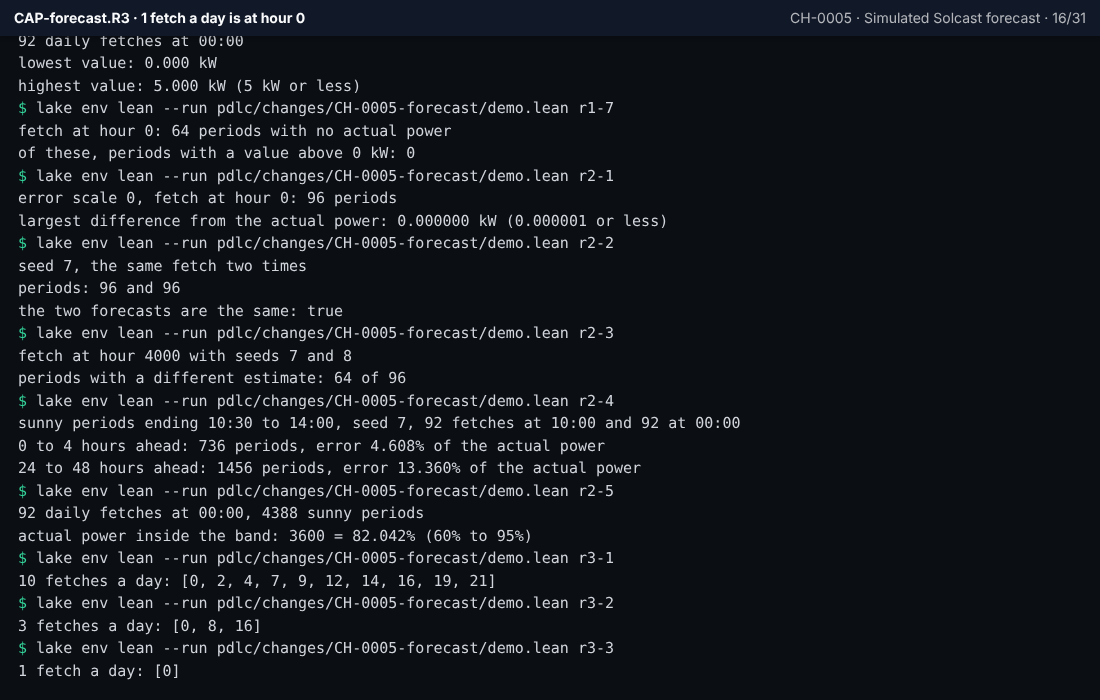 CAP-forecast.R3 · 1 fetch a day is at hour 0
CH-0005 · Simulated Solcast forecast · 16/31
92 daily fetches at 00:00
lowest value: 0.000 kW
highest value: 5.000 kW (5 kW or less)
$ lake env lean --run pdlc/changes/CH-0005-forecast/demo.lean r1-7
fetch at hour 0: 64 periods with no actual power
of these, periods with a value above 0 kW: 0
$ lake env lean --run pdlc/changes/CH-0005-forecast/demo.lean r2-1
error scale 0, fetch at hour 0: 96 periods
largest difference from the actual power: 0.000000 kW (0.000001 or less)
$ lake env lean --run pdlc/changes/CH-0005-forecast/demo.lean r2-2
seed 7, the same fetch two times
periods: 96 and 96
the two forecasts are the same: true
$ lake env lean --run pdlc/changes/CH-0005-forecast/demo.lean r2-3
fetch at hour 4000 with seeds 7 and 8
periods with a different estimate: 64 of 96
$ lake env lean --run pdlc/changes/CH-0005-forecast/demo.lean r2-4
sunny periods ending 10:30 to 14:00, seed 7, 92 fetches at 10:00 and 92 at 00:00
0 to 4 hours ahead: 736 periods, error 4.608% of the actual power
24 to 48 hours ahead: 1456 periods, error 13.360% of the actual power
$ lake env lean --run pdlc/changes/CH-0005-forecast/demo.lean r2-5
92 daily fetches at 00:00, 4388 sunny periods
actual power inside the band: 3600 = 82.042% (60% to 95%)
$ lake env lean --run pdlc/changes/CH-0005-forecast/demo.lean r3-1
10 fetches a day: [0, 2, 4, 7, 9, 12, 14, 16, 19, 21]
$ lake env lean --run pdlc/changes/CH-0005-forecast/demo.lean r3-2
3 fetches a day: [0, 8, 16]
$ lake env lean --run pdlc/changes/CH-0005-forecast/demo.lean r3-3
1 fetch a day: [0]